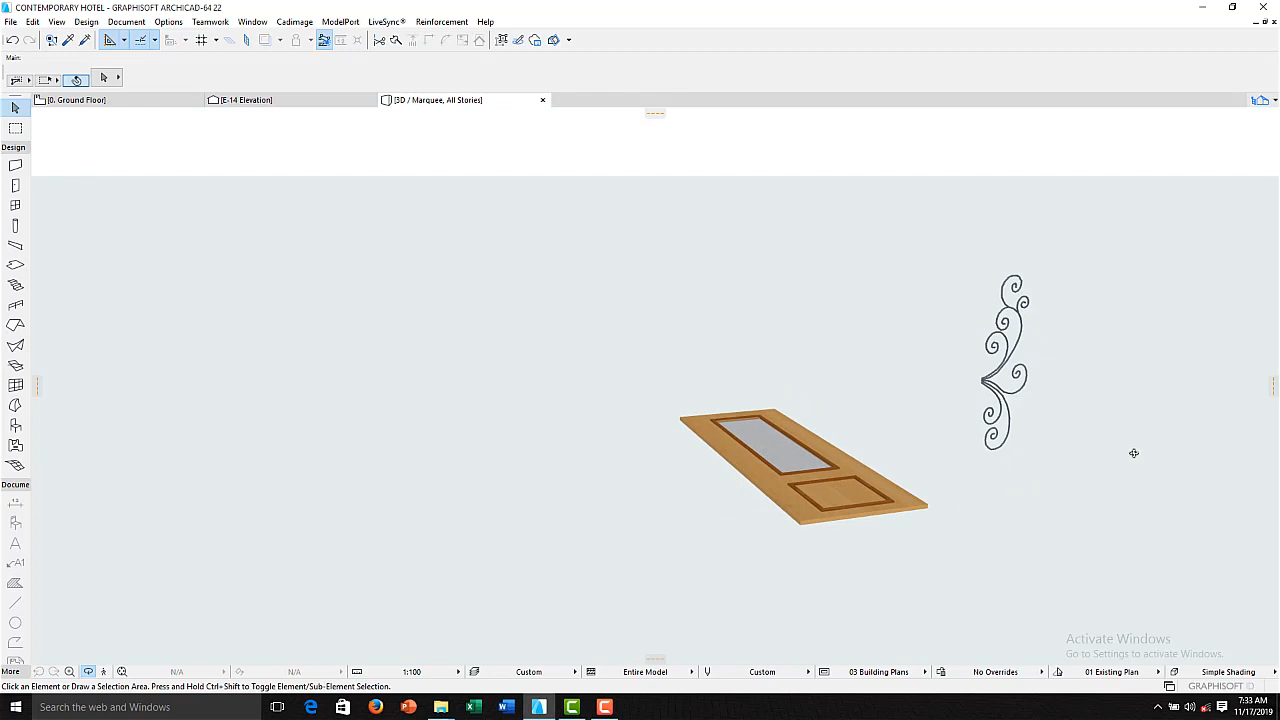 CONTEMPORARY HOTEL - GRAPHISOFT ARCHICAD-64 22
File Edit View Design Document Options Teamwork Window Cadimage ModelPort LiveSync® Reinforcement Help
Main:
[0. Ground Floor] [E-14 Elevation] [3D / Marquee, All Stories]
Design
Docume
1 2
A
A1
More
Activate Windows
Go to Settings to activate Windows.
N/A N/A 1:100 Custom Entire Model Custom 03 Building Plans No Overrides 01 Existing Plan Simple Shading
Click an Element or Draw a Selection Area. Press and Hold Ctrl+Shift to Toggle Element/Sub-Element Selection.
GRAPHISOFT
Search the web and Windows
7:33 AM
11/17/2019